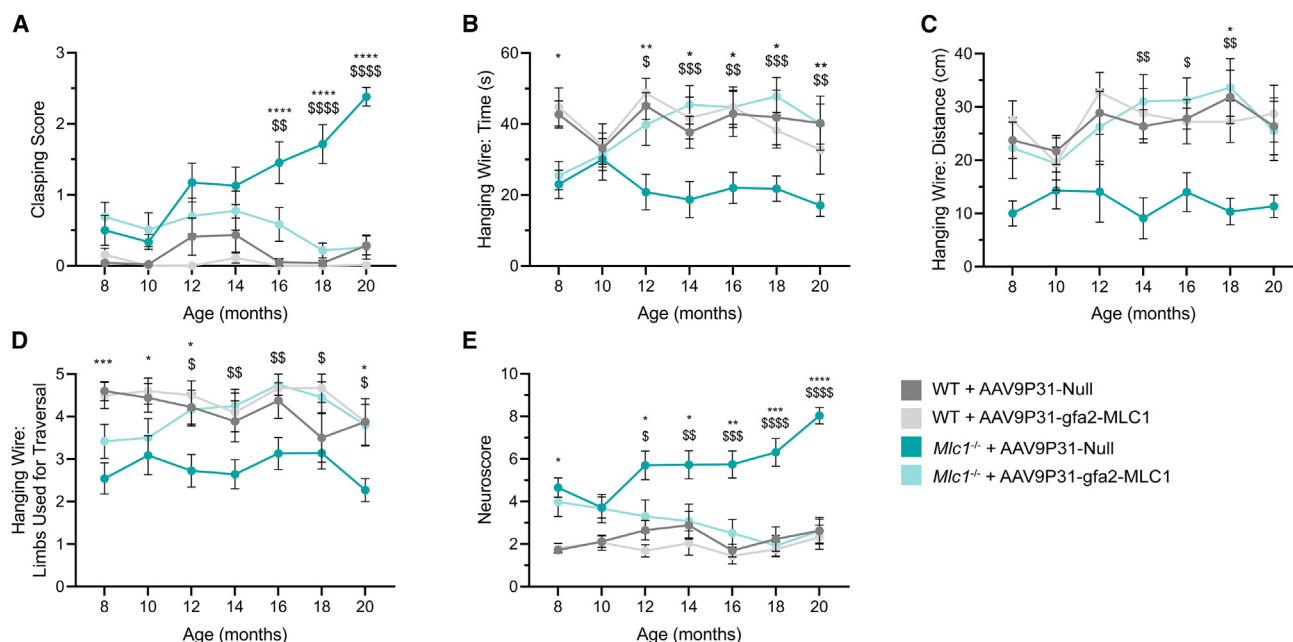 A
Clasping Score
3
2
1
0
****
$$
****
$$$$
****
$$$$
8 10 12 14 16 18 20
Age (months)
B
Hanging Wire: Time (s)
60
40
20
0
*
**
$
*
$$$
*
$$
*
$$$
**
$$
8 10 12 14 16 18 20
Age (months)
C
Hanging Wire: Distance (cm)
40
30
20
10
0
$$
$
*
$$
8 10 12 14 16 18 20
Age (months)
D
Hanging Wire:
Limbs Used for Traversal
5
4
3
2
1
0
***
*
*
$
$$
$$
$
*
$
8 10 12 14 16 18 20
Age (months)
E
Neuroscore
10
8
6
4
2
0
*
*
$
*
$$
**
$$$
***
$$$$
****
$$$$
8 10 12 14 16 18 20
Age (months)
WT + AAV9P31-Null
WT + AAV9P31-gfa2-MLC1
Mlc1-/- + AAV9P31-Null
Mlc1-/- + AAV9P31-gfa2-MLC1